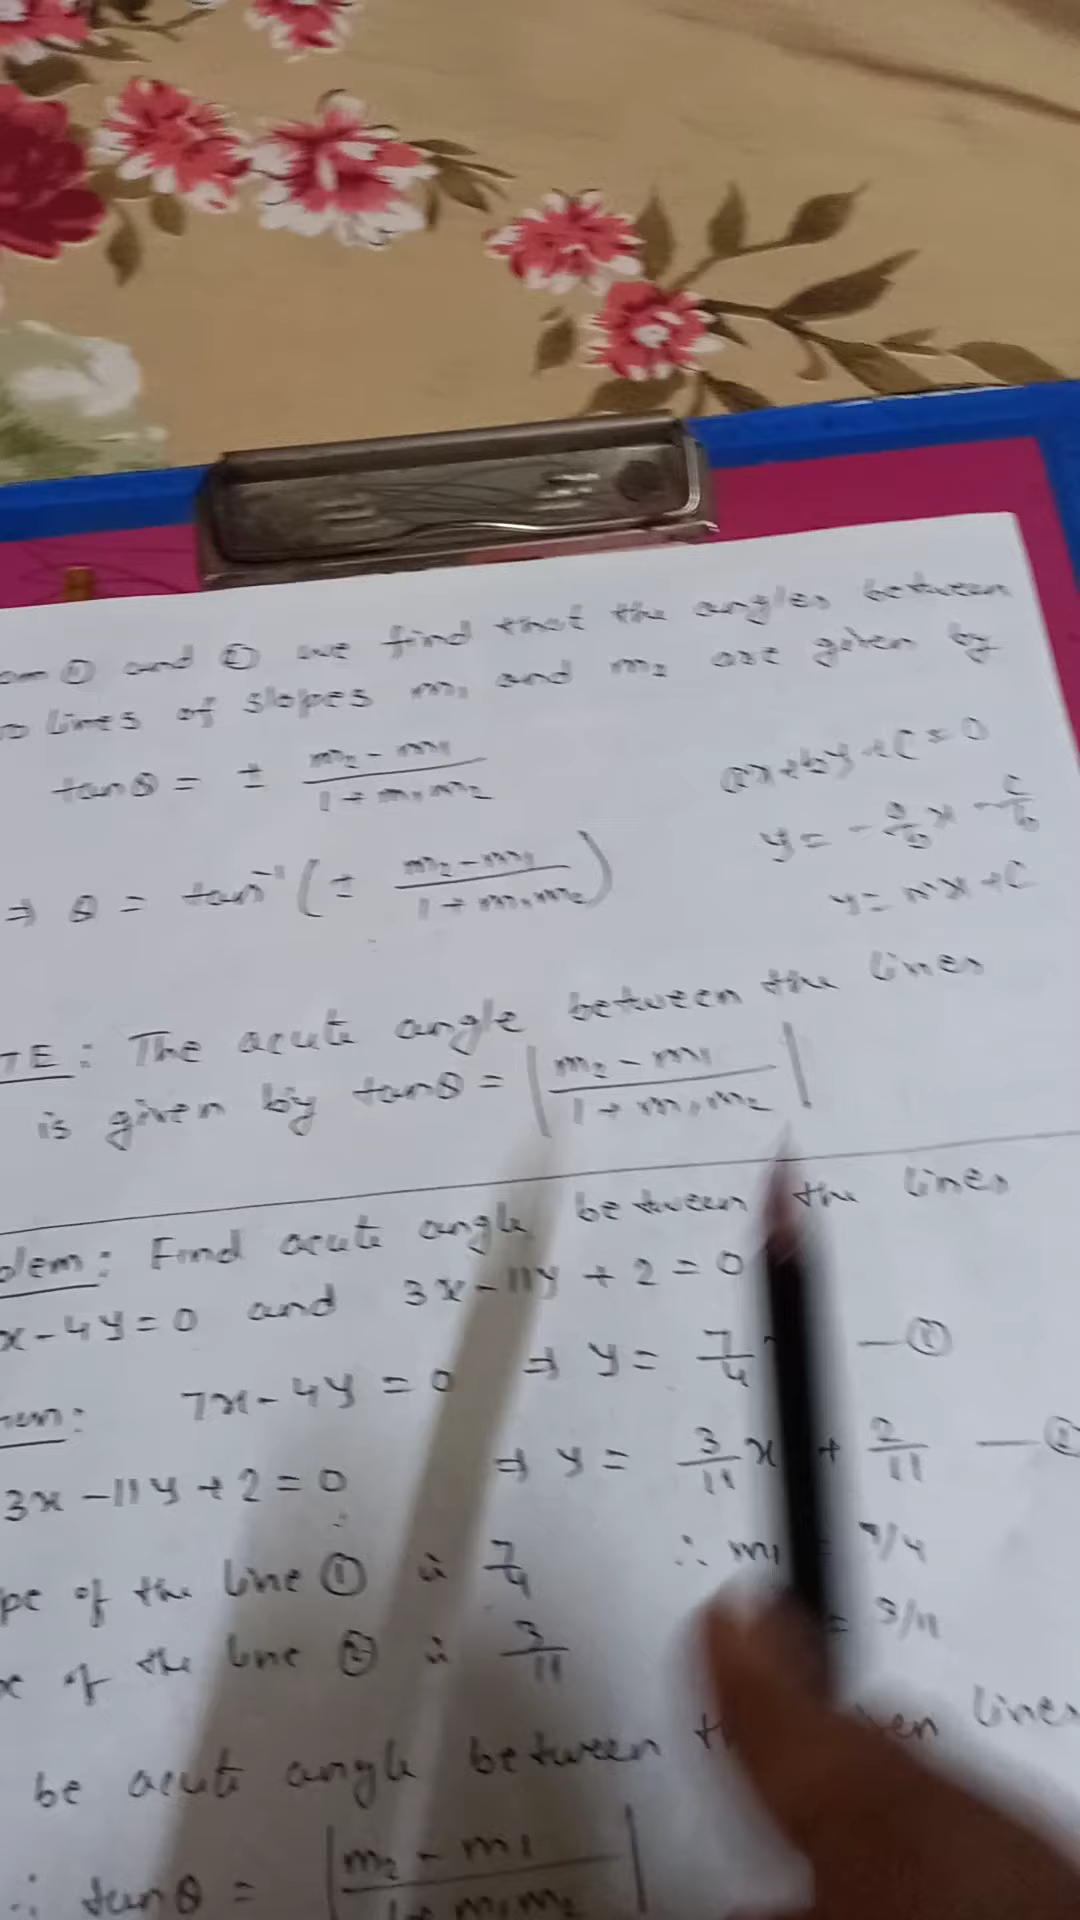 ① and ② we find that the angles between
lines of slopes m₁ and m₂ are given by
tanθ = ± (m₂ - m₁)/(1 + m₁m₂)
ax+by+c=0
y = -a/b x - c/b
y = mx + c
⇒ θ = tan⁻¹(± (m₂ - m₁)/(1 + m₁m₂))
TE: The acute angle between the lines
is given by tanθ = |(m₂ - m₁)/(1 + m₁m₂)|
blem: Find acute angle between the lines
x-4y=0 and 3x-11y+2=0
7x-4y=0 ⇒ y = 7/4 — ①
3x-11y+2=0 ⇒ y = 3/11 x + 2/11 — ②
pe of the line ① is 7/4 ∴ m₁ = 7/4
of the line ② is 3/11 = 3/11
be acute angle between lines
∴ tanθ = |(m₂ - m₁)/(1+ m₁m₂)|